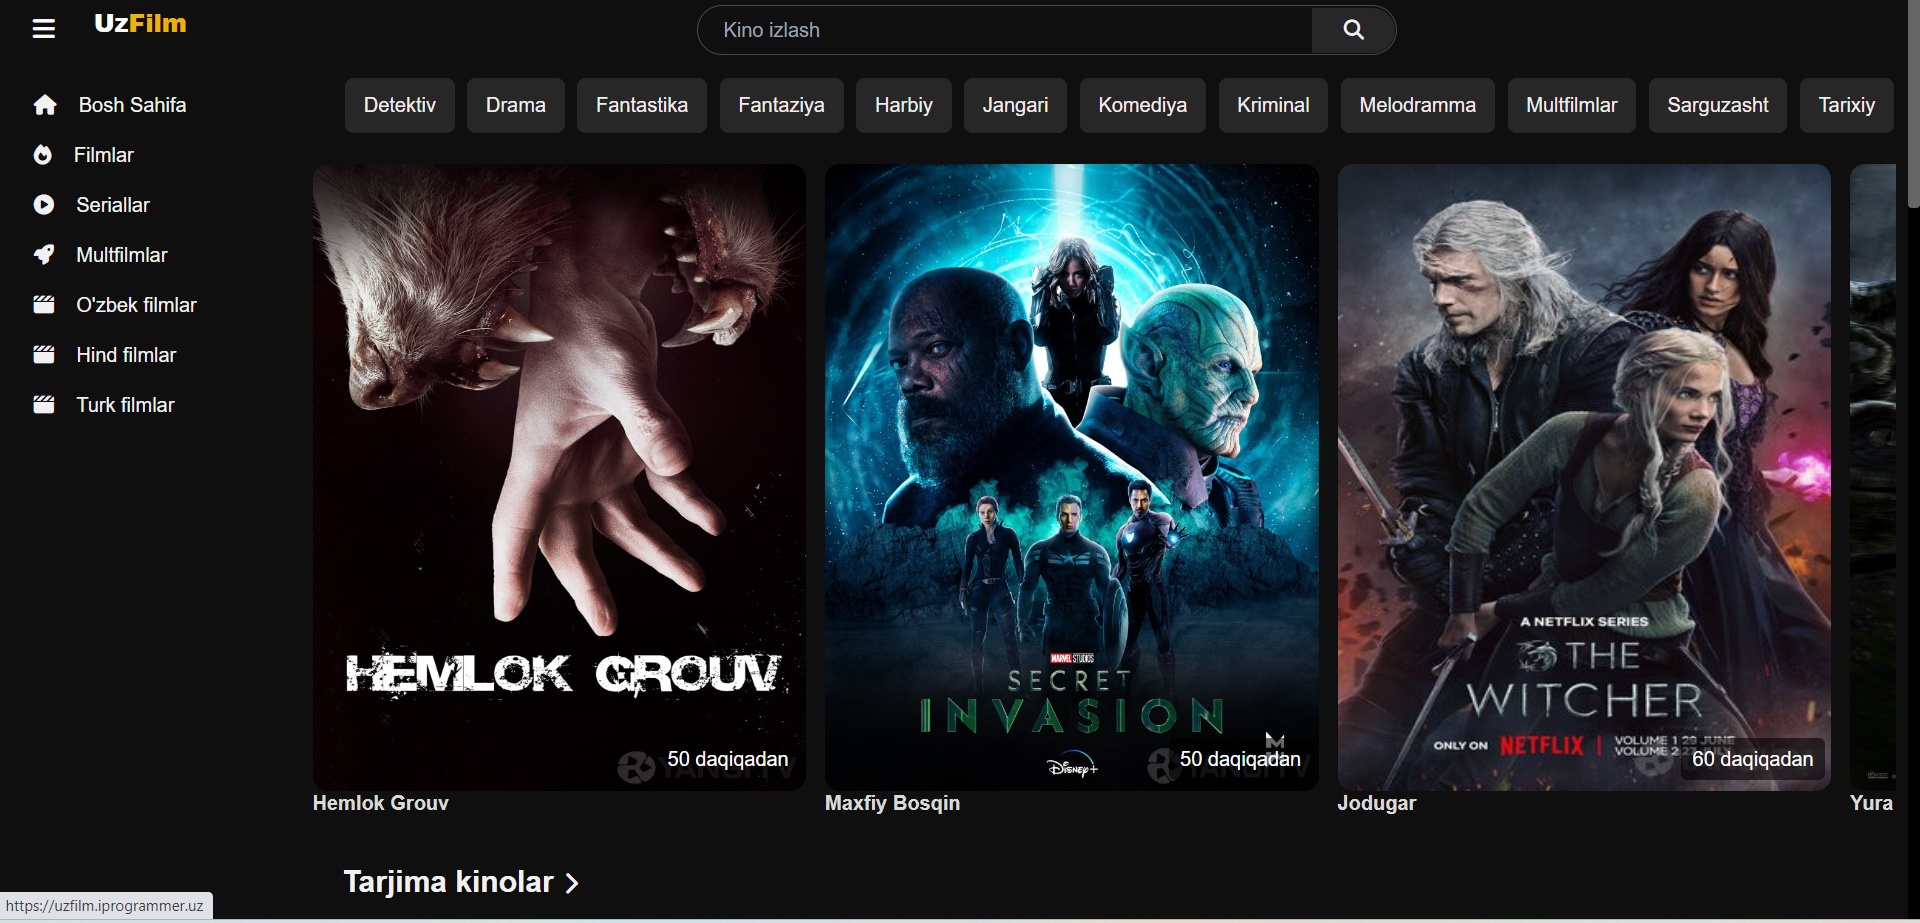 UzFilm
Kino izlash
Bosh Sahifa
Filmlar
Seriallar
Multfilmlar
O'zbek filmlar
Hind filmlar
Turk filmlar
Detektiv
Drama
Fantastika
Fantaziya
Harbiy
Jangari
Komediya
Kriminal
Melodramma
Multfilmlar
Sarguzasht
Tarixiy
HEMLOK GROUV
50 daqiqadan
Hemlok Grouv
MARVEL STUDIOS
SECRET
INVASION
Disney+
50 daqiqadan
Maxfiy Bosqin
A NETFLIX SERIES
THE
WITCHER
ONLY ON NETFLIX
VOLUME 1 29 JUNE
VOLUME 2
60 daqiqadan
Jodugar
Yura
Tarjima kinolar
https://uzfilm.iprogrammer.uz